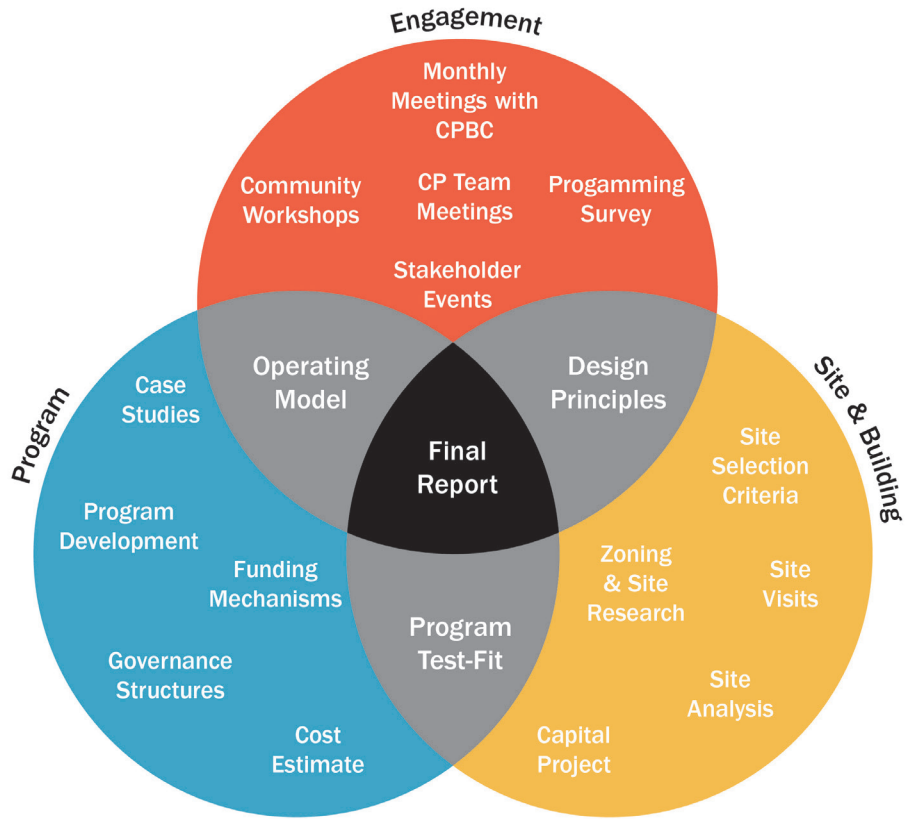 Engagement
Monthly
Meetings with
CPBC
Community
Workshops
CP Team
Meetings
Progamming
Survey
Stakeholder
Events
Operating
Model
Design
Principles
Final
Report
Program
Test-Fit
Program
Case
Studies
Program
Development
Funding
Mechanisms
Governance
Structures
Cost
Estimate
Site & Building
Site
Selection
Criteria
Zoning
& Site
Research
Site
Visits
Site
Analysis
Capital
Project